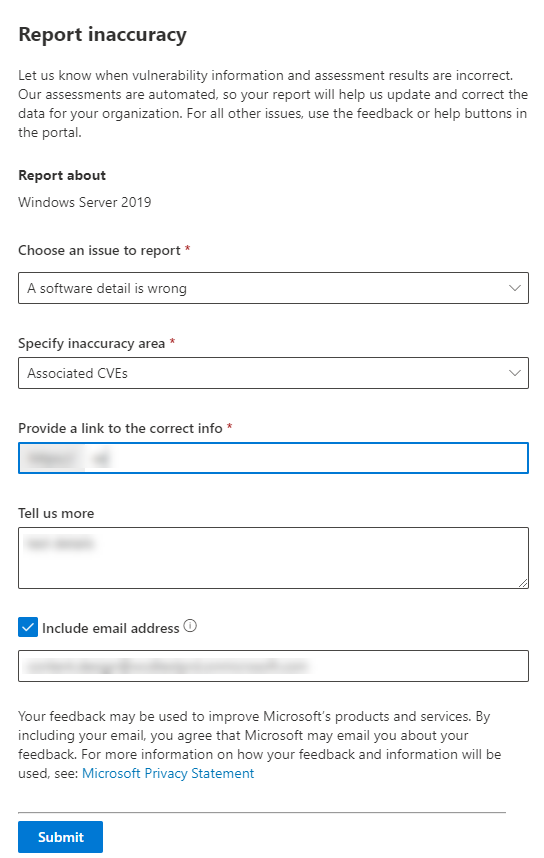 Report inaccuracy
Let us know when vulnerability information and assessment results are incorrect.
Our assessments are automated, so your report will help us update and correct the
data for your organization. For all other issues, use the feedback or help buttons in
the portal.
Report about
Windows Server 2019
Choose an issue to report *
A software detail is wrong
Specify inaccuracy area *
Associated CVEs
Provide a link to the correct info *
Tell us more
Include email address
Your feedback may be used to improve Microsoft's products and services. By
including your email, you agree that Microsoft may email you about your
feedback. For more information on how your feedback and information will be
used, see: Microsoft Privacy Statement
Submit